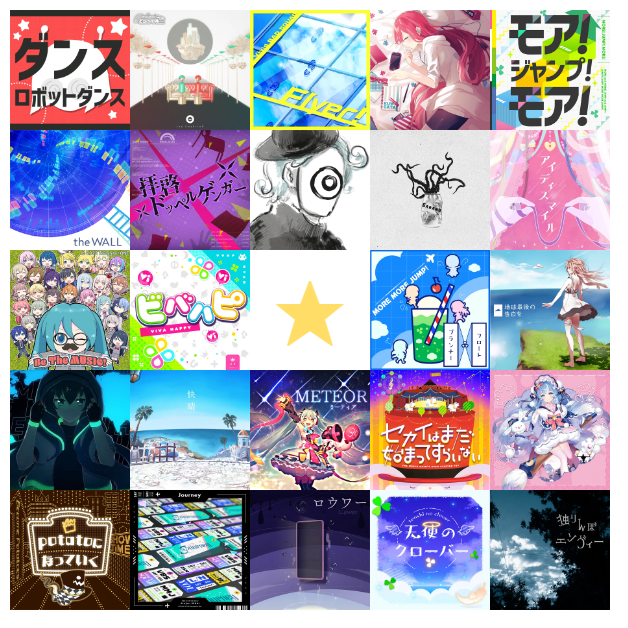 ダンス
ロボットダンス
Flyer!
モア!
ジャンプ!
モア!
the WALL
拝啓
ドッペルゲンガー
アイディスマイル
Be The MUSIC!
ビバハピ
VIVA HAPPY
MORE MORE JUMP!
フロート
プランナー
地球最後の
告白を
快晴
METEOR
ミーティア
セカイはまだ
始まってすらいない
potatoに
なっていく
Journey
ロウワー
天使の
クローバー
独りんぼ
エンヴィー